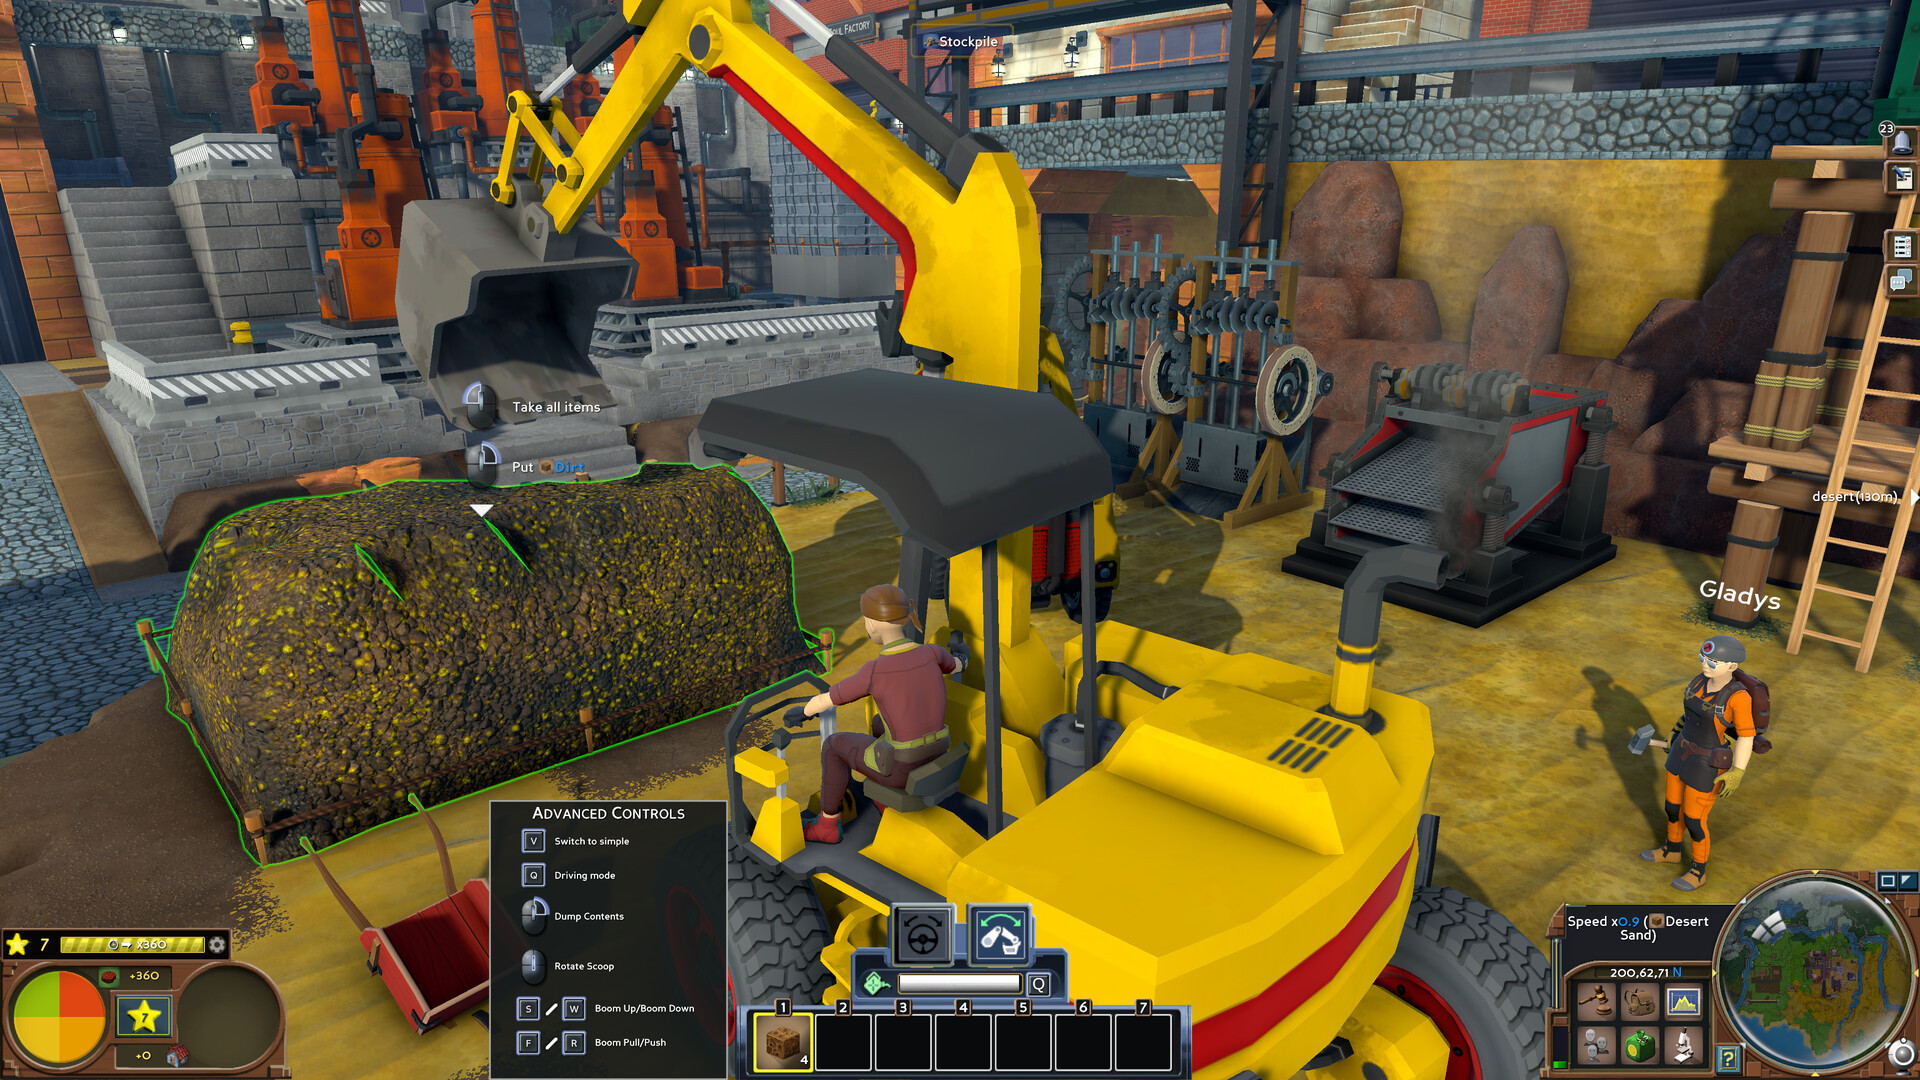 FACTORY
Stockpile
23
Take all items
Put Dirt
desert(130m)
Gladys
ADVANCED CONTROLS
V Switch to simple
Q Driving mode
Dump Contents
Rotate Scoop
S / W Boom Up/Boom Down
F / R Boom Pull/Push
7
x360
+360
7
+0
Q
1 2 3 4 5 6 7
4
Speed x0.9 (Desert
Sand)
200,62,71 N
?